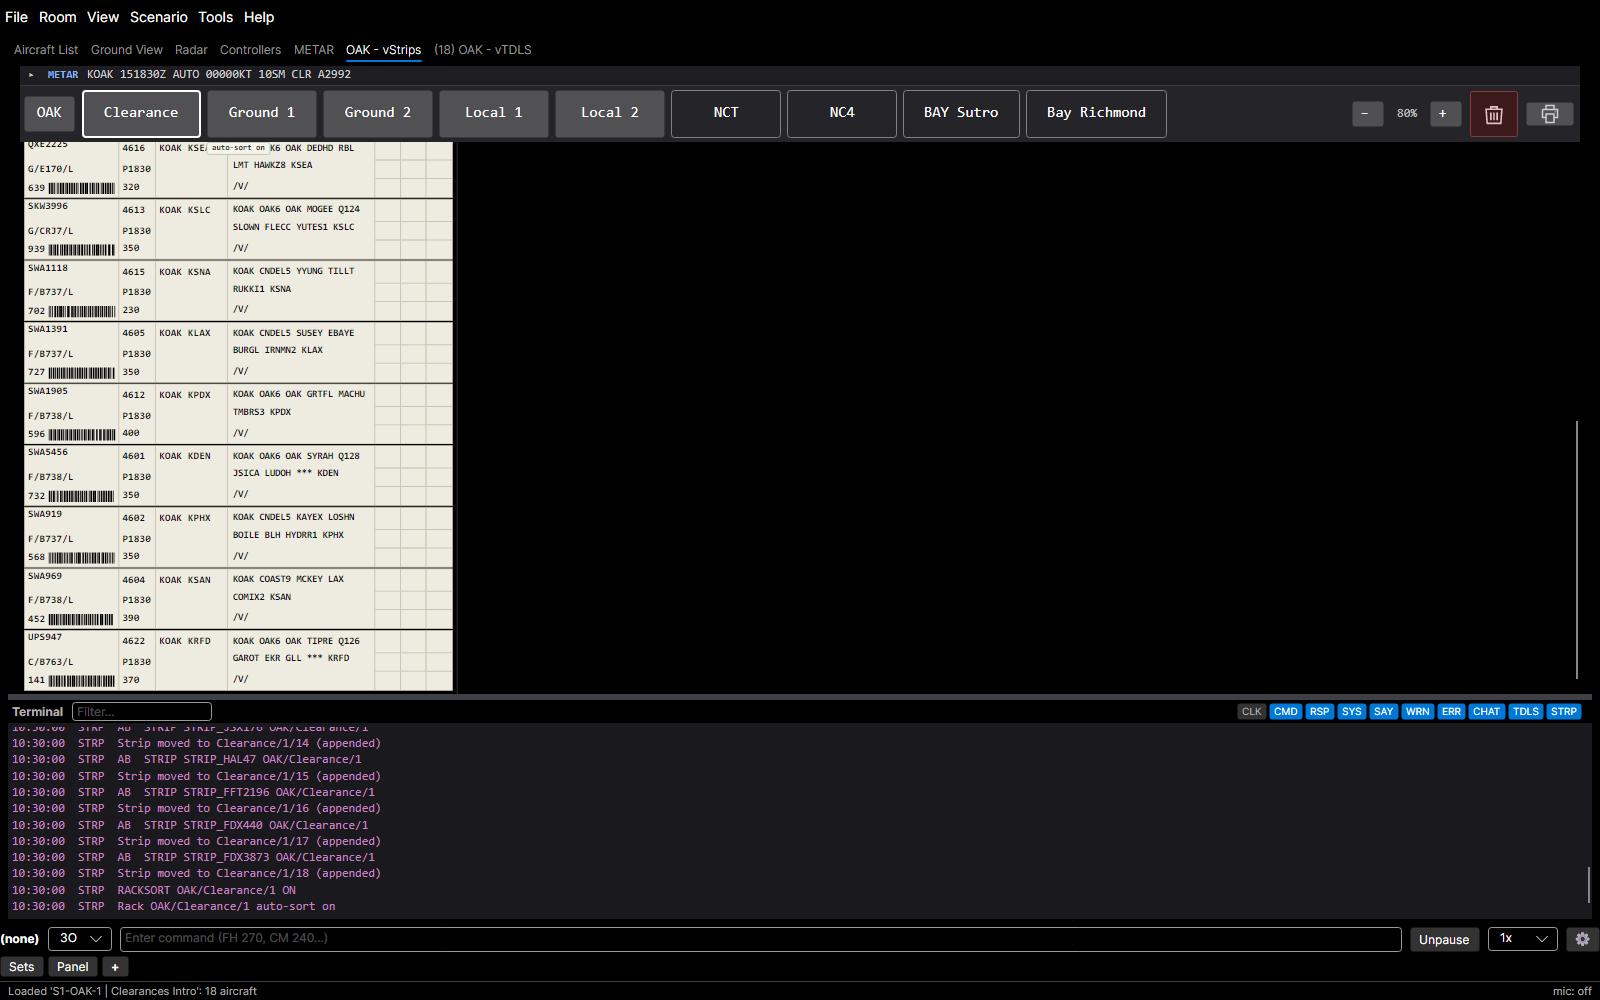 File Room View Scenario Tools Help
Aircraft List Ground View Radar Controllers METAR OAK - vStrips (18) OAK - vTDLS
METAR KOAK 151830Z AUTO 00000KT 10SM CLR A2992
OAK Clearance Ground 1 Ground 2 Local 1 Local 2 NCT NC4 BAY Sutro Bay Richmond − 80% +
QXE2225 4616 KOAK auto-sort on OAK DEDHD RBL
G/E170/L P1830 LMT HAWKZ8 KSEA
639 320 /V/
SKW3996 4613 KOAK KSLC KOAK OAK6 OAK MOGEE Q124
G/CRJ7/L P1830 SLOWN FLECC YUTES1 KSLC
939 350 /V/
SWA1118 4615 KOAK KSNA KOAK CNDEL5 YYUNG TILLT
F/B737/L P1830 RUKKI1 KSNA
702 230 /V/
SWA1391 4605 KOAK KLAX KOAK CNDEL5 SUSEY EBAYE
F/B737/L P1830 BURGL IRNMN2 KLAX
727 350 /V/
SWA1905 4612 KOAK KPDX KOAK OAK6 OAK GRTFL MACHU
F/B738/L P1830 TMBRS3 KPDX
596 400 /V/
SWA5456 4601 KOAK KDEN KOAK OAK6 OAK SYRAH Q128
F/B738/L P1830 JSICA LUDOH *** KDEN
732 350 /V/
SWA919 4602 KOAK KPHX KOAK CNDEL5 KAYEX LOSHN
F/B737/L P1830 BOILE BLH HYDRR1 KPHX
568 350 /V/
SWA969 4604 KOAK KSAN KOAK COAST9 MCKEY LAX
F/B738/L P1830 COMIX2 KSAN
452 390 /V/
UPS947 4622 KOAK KRFD KOAK OAK6 OAK TIPRE Q126
C/B763/L P1830 GAROT EKR GLL *** KRFD
141 370 /V/
Terminal Filter... CLK CMD RSP SYS SAY WRN ERR CHAT TDLS STRP
10:30:00 STRP AB STRIP STRIP_JSX176 OAK/Clearance/1
10:30:00 STRP Strip moved to Clearance/1/14 (appended)
10:30:00 STRP AB STRIP STRIP_HAL47 OAK/Clearance/1
10:30:00 STRP Strip moved to Clearance/1/15 (appended)
10:30:00 STRP AB STRIP STRIP_FFT2196 OAK/Clearance/1
10:30:00 STRP Strip moved to Clearance/1/16 (appended)
10:30:00 STRP AB STRIP STRIP_FDX440 OAK/Clearance/1
10:30:00 STRP Strip moved to Clearance/1/17 (appended)
10:30:00 STRP AB STRIP STRIP_FDX3873 OAK/Clearance/1
10:30:00 STRP Strip moved to Clearance/1/18 (appended)
10:30:00 STRP RACKSORT OAK/Clearance/1 ON
10:30:00 STRP Rack OAK/Clearance/1 auto-sort on
(none) 3O Enter command (FH 270, CM 240...) Unpause 1x
Sets Panel +
Loaded 'S1-OAK-1 | Clearances Intro': 18 aircraft mic: off